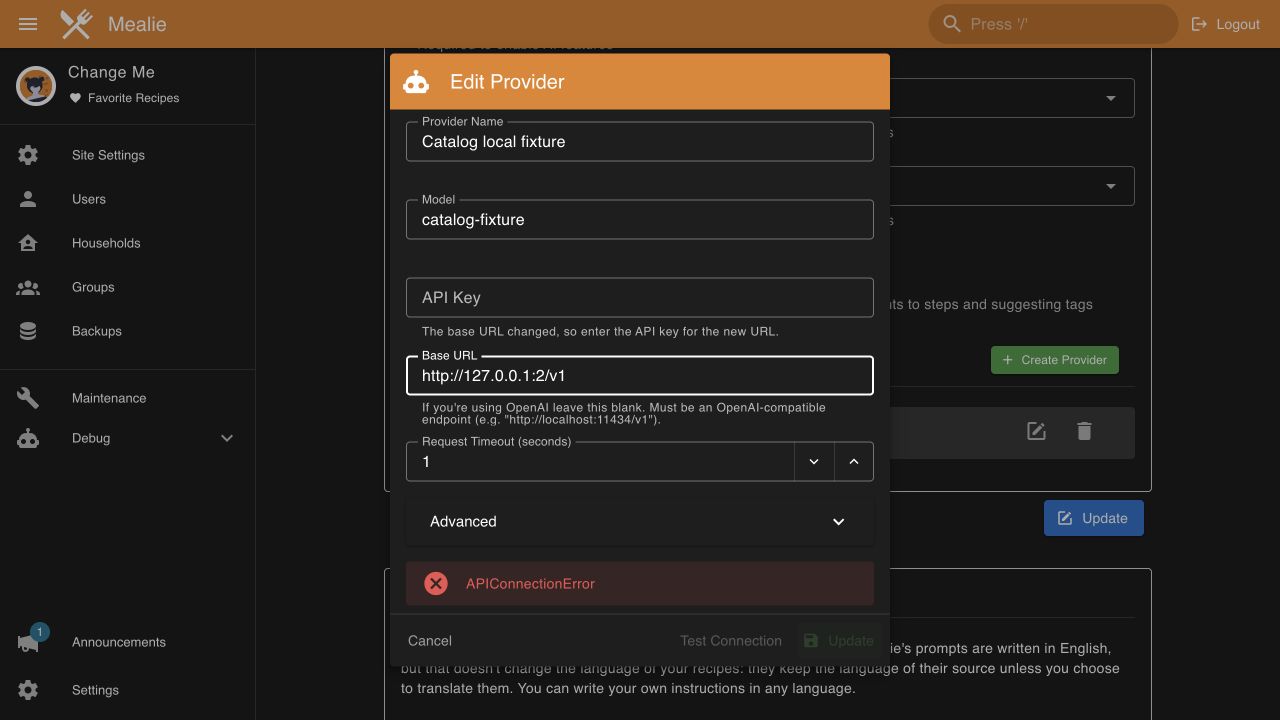 Mealie
Press '/'
Logout
Change Me
Favorite Recipes
Site Settings
Users
Households
Groups
Backups
Maintenance
Debug
1
Announcements
Settings
Edit Provider
Provider Name
Catalog local fixture
Model
catalog-fixture
API Key
The base URL changed, so enter the API key for the new URL.
Base URL
http://127.0.0.1:2/v1
If you're using OpenAI leave this blank. Must be an OpenAI-compatible
endpoint (e.g. "http://localhost:11434/v1").
Request Timeout (seconds)
1
Advanced
APIConnectionError
Cancel
Test Connection
Update
to steps and suggesting tags
Create Provider
Update
prompts are written in English,
but that doesn't change the language of your recipes: they keep the language of their source unless you choose
to translate them. You can write your own instructions in any language.